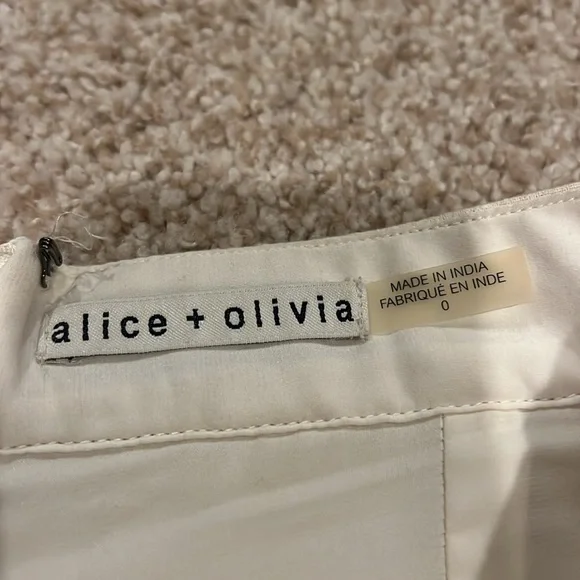 alice + olivia
MADE IN INDIA
FABRIQUÉ EN INDE
0